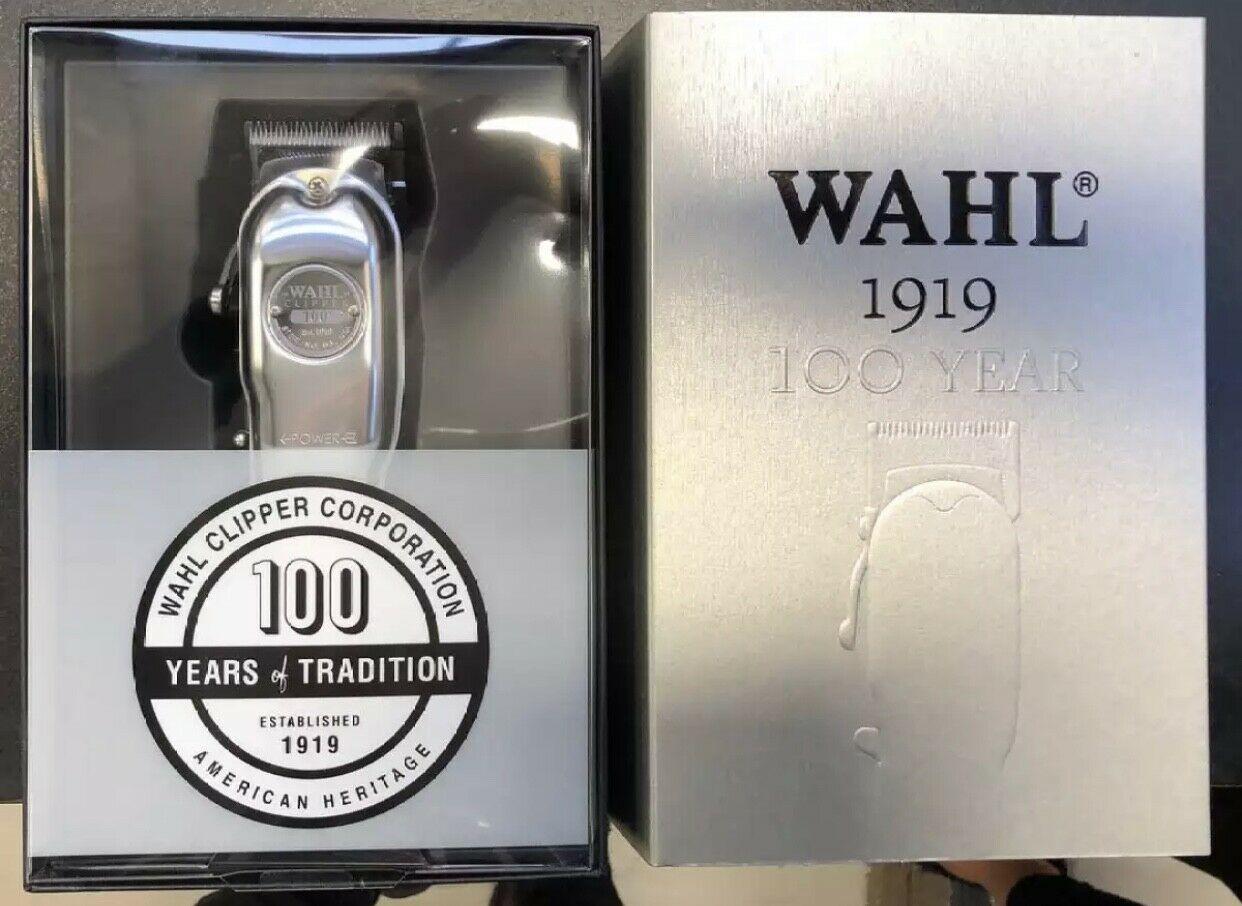 WAHL
CLIPPER
100
POWER
WAHL CLIPPER CORPORATION
100
YEARS of TRADITION
ESTABLISHED
1919
AMERICAN HERITAGE
WAHL®
1919
100 YEAR